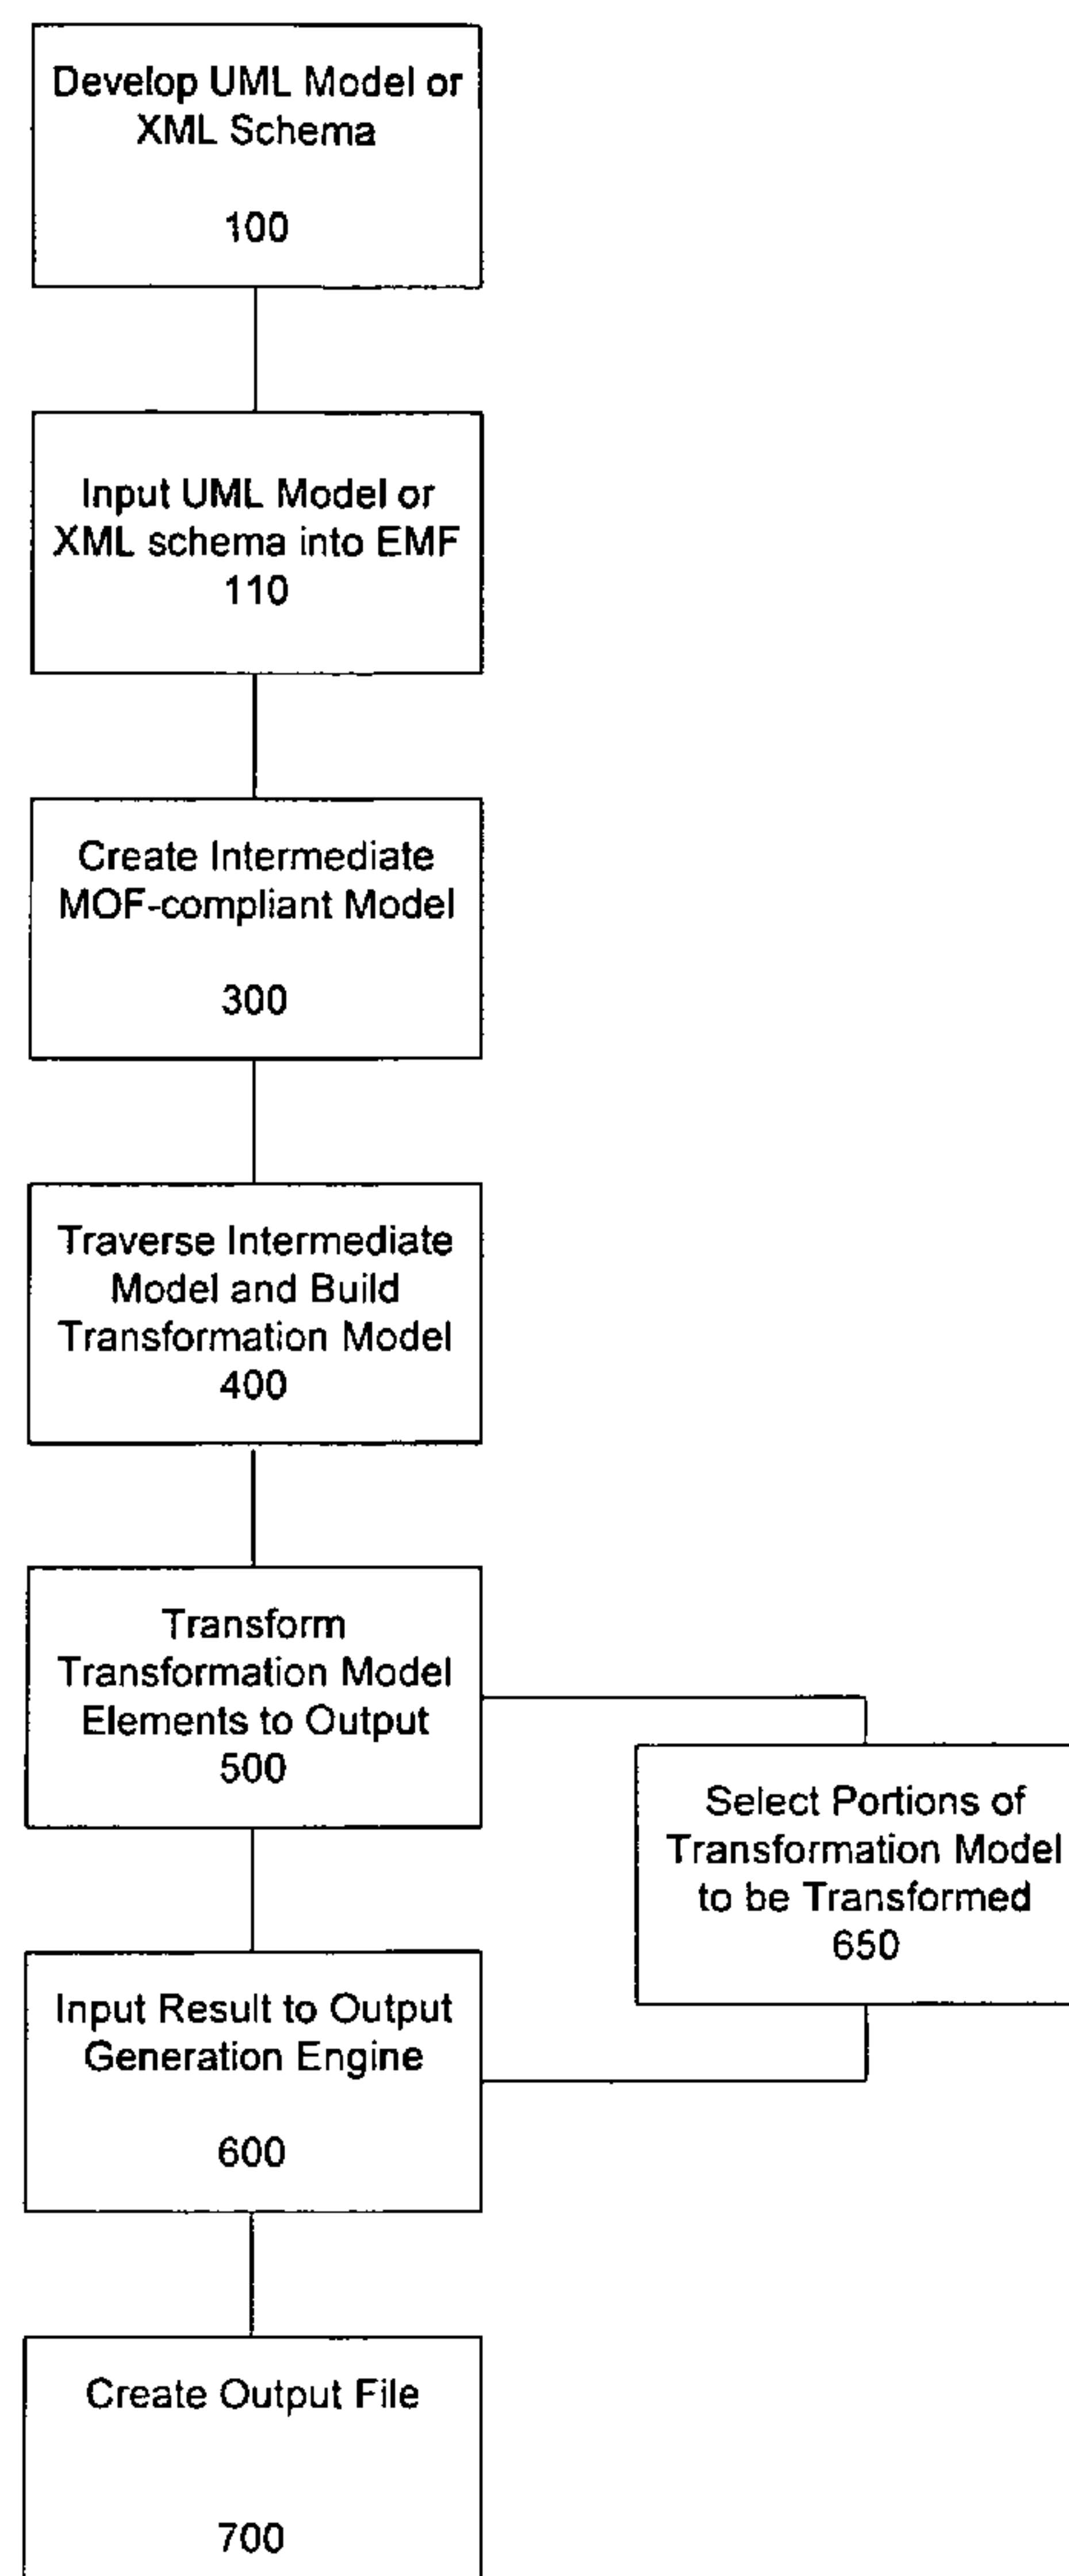 Develop UML Model or
XML Schema
100
Input UML Model or
XML schema into EMF
110
Create Intermediate
MOF-compliant Model
300
Traverse Intermediate
Model and Build
Transformation Model
400
Transform
Transformation Model
Elements to Output
500
Select Portions of
Transformation Model
to be Transformed
650
Input Result to Output
Generation Engine
600
Create Output File
700